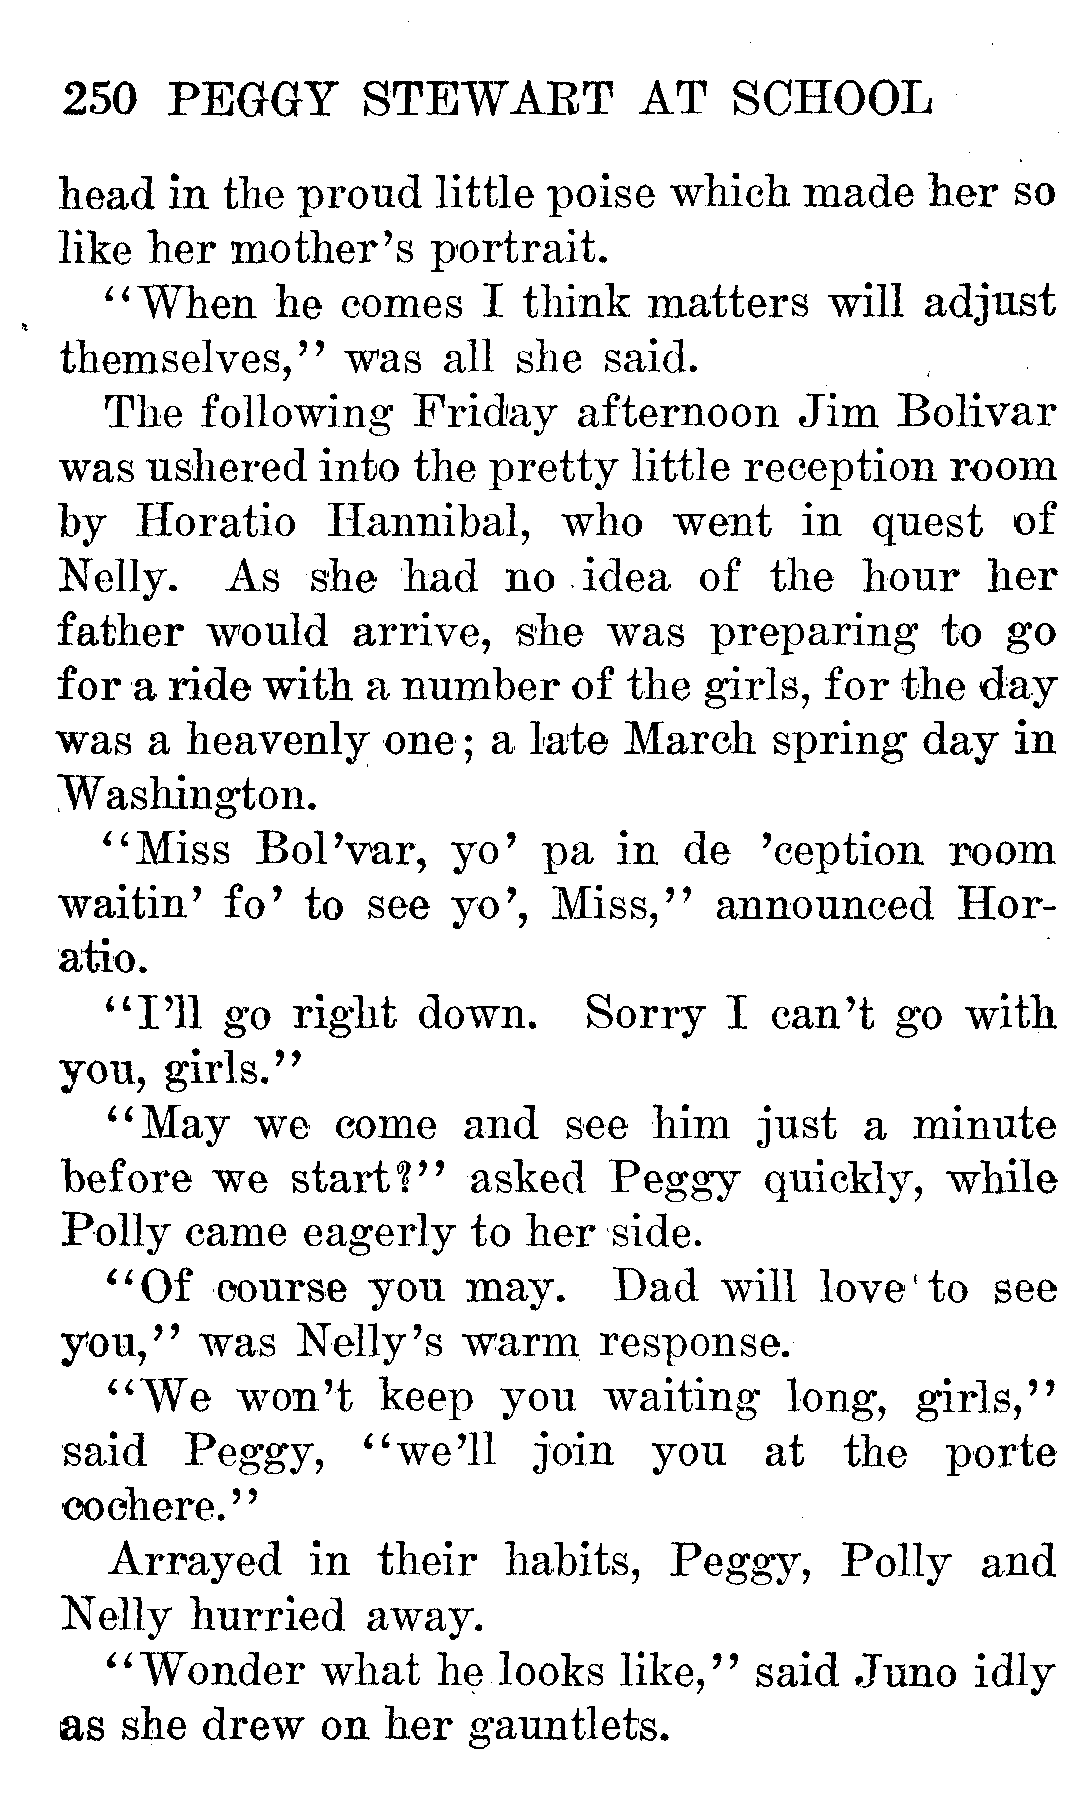 250 PEGGY STEWART AT SCHOOL
head in the proud little poise which made her so
like her mother's portrait.
"When he comes I think matters will adjust
themselves," was all she said.
The following Friday afternoon Jim Bolivar
was ushered into the pretty little reception room
by Horatio Hannibal, who went in quest of
Nelly. As she had no idea of the hour her
father would arrive, she was preparing to go
for a ride with a number of the girls, for the day
was a heavenly one; a late March spring day in
Washington.
"Miss Bol'var, yo' pa in de 'ception room
waitin' fo' to see yo', Miss," announced Hor-
atio.
"I'll go right down. Sorry I can't go with
you, girls."
"May we come and see him just a minute
before we start?" asked Peggy quickly, while
Polly came eagerly to her side.
"Of course you may. Dad will love to see
you," was Nelly's warm response.
"We won't keep you waiting long, girls,"
said Peggy, "we'll join you at the porte
cochere."
Arrayed in their habits, Peggy, Polly and
Nelly hurried away.
"Wonder what he looks like," said Juno idly
as she drew on her gauntlets.